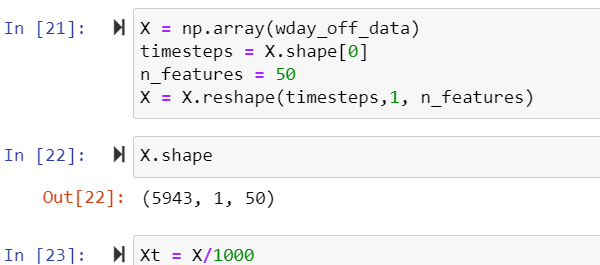 In [21]: X = np.array(wday_off_data)
timesteps = X.shape[0]
n_features = 50
X = X.reshape(timesteps,1, n_features)
In [22]: X.shape
Out[22]: (5943, 1, 50)
In [23]: Xt = X/1000